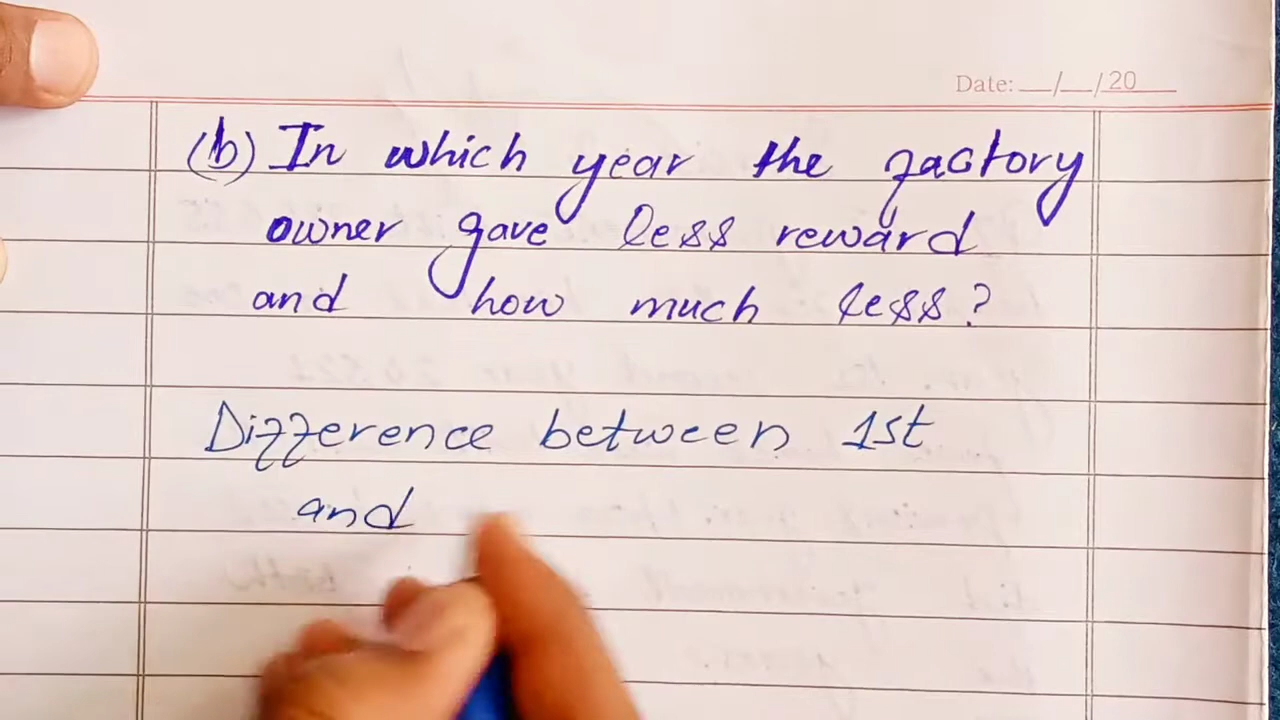 Date: __/__/20__
(b) In which year the factory
owner gave less reward
and how much less?
Difference between 1st
and